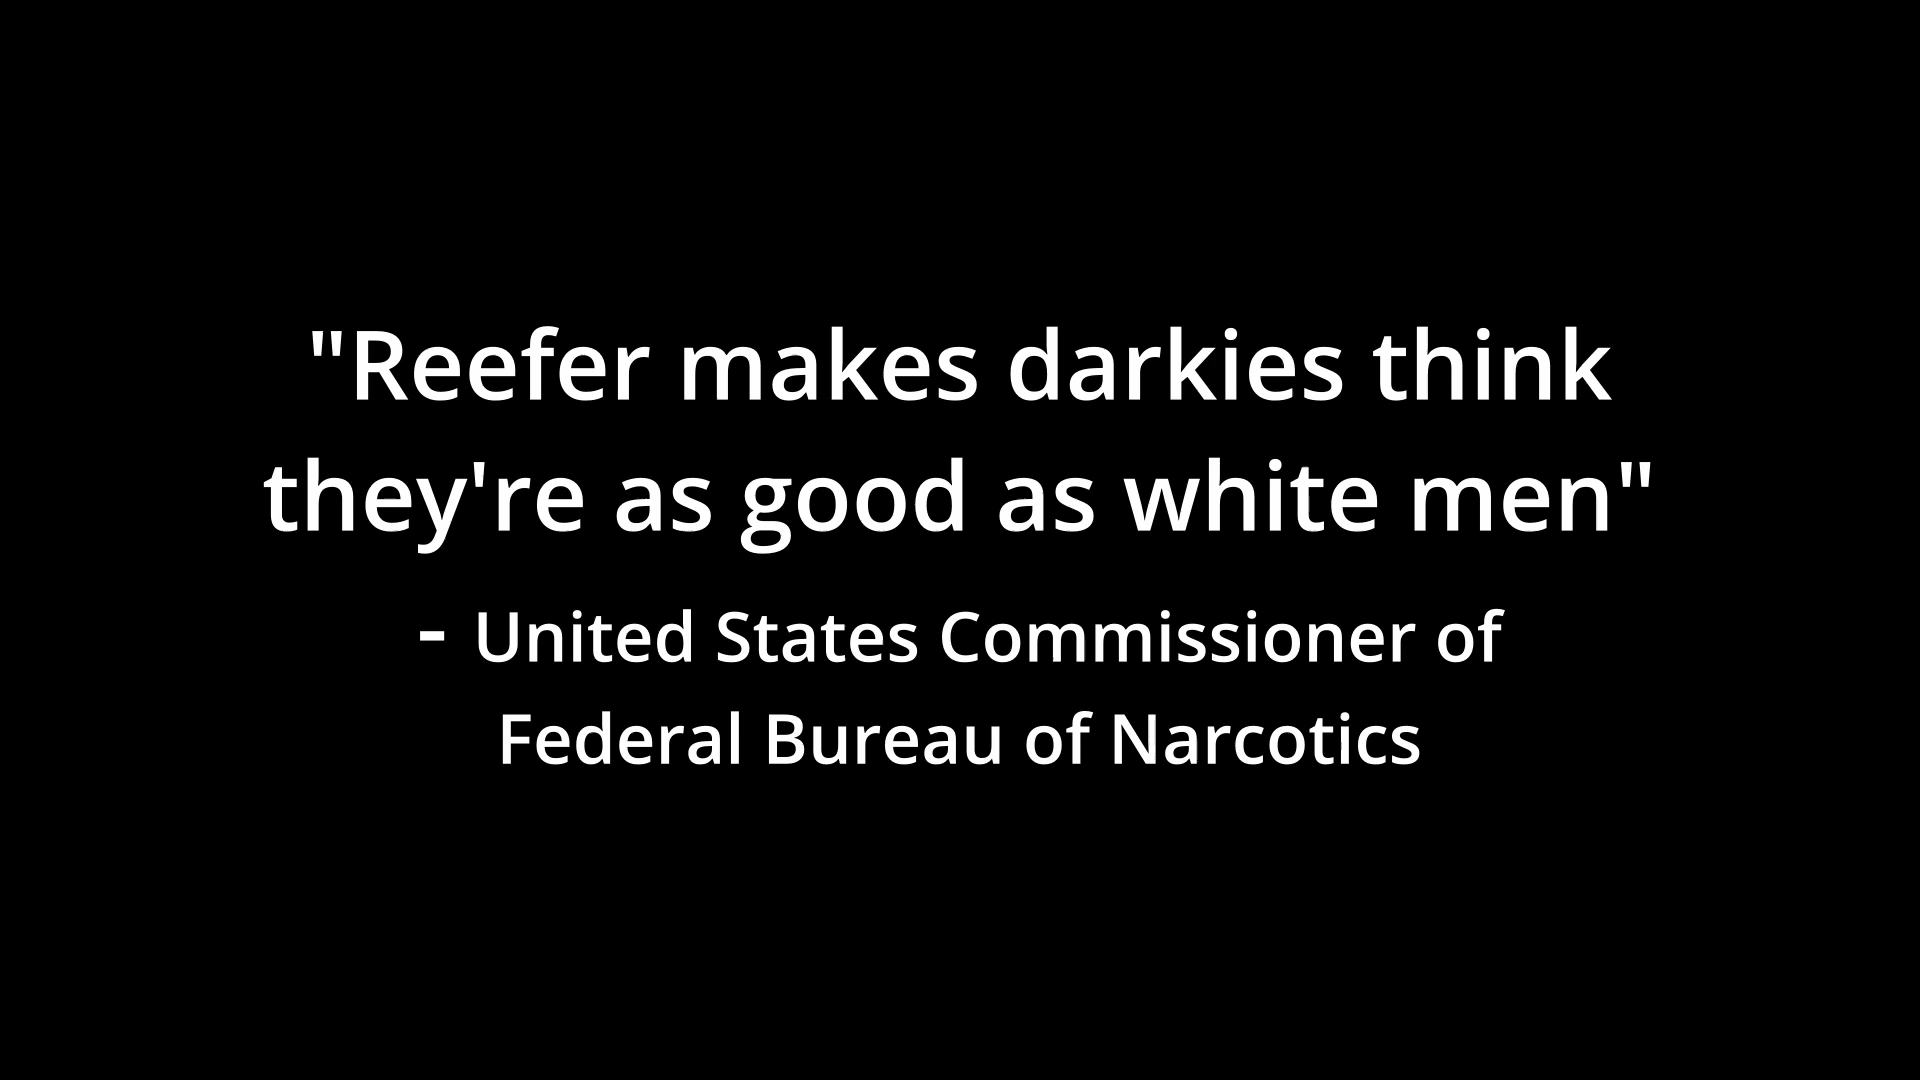 "Reefer makes darkies think
they're as good as white men"
- United States Commissioner of
Federal Bureau of Narcotics